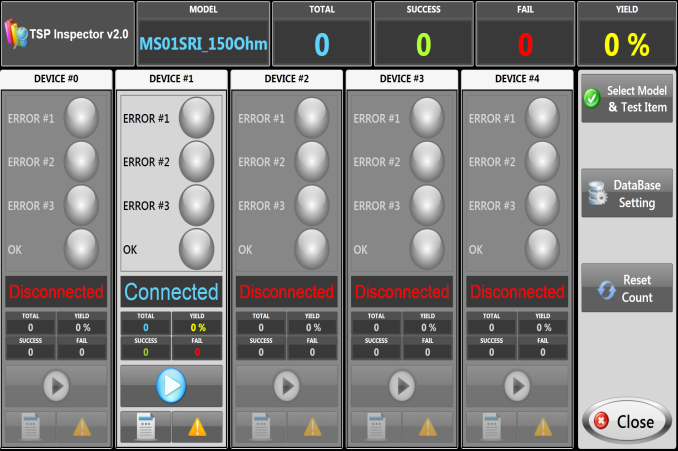 TSP Inspector v2.0
MODEL
MS01SRI_150Ohm
TOTAL
0
SUCCESS
0
FAIL
0
YIELD
0 %
DEVICE #0
ERROR #1
ERROR #2
ERROR #3
OK
Disconnected
TOTAL YIELD
0 0 %
SUCCESS FAIL
0 0
DEVICE #1
ERROR #1
ERROR #2
ERROR #3
OK
Connected
TOTAL YIELD
0 0 %
SUCCESS FAIL
0 0
DEVICE #2
ERROR #1
ERROR #2
ERROR #3
OK
Disconnected
TOTAL YIELD
0 0 %
SUCCESS FAIL
0 0
DEVICE #3
ERROR #1
ERROR #2
ERROR #3
OK
Disconnected
TOTAL YIELD
0 0 %
SUCCESS FAIL
0 0
DEVICE #4
ERROR #1
ERROR #2
ERROR #3
OK
Disconnected
TOTAL YIELD
0 0 %
SUCCESS FAIL
0 0
Select Model
& Test Item
DataBase
Setting
Reset
Count
Close